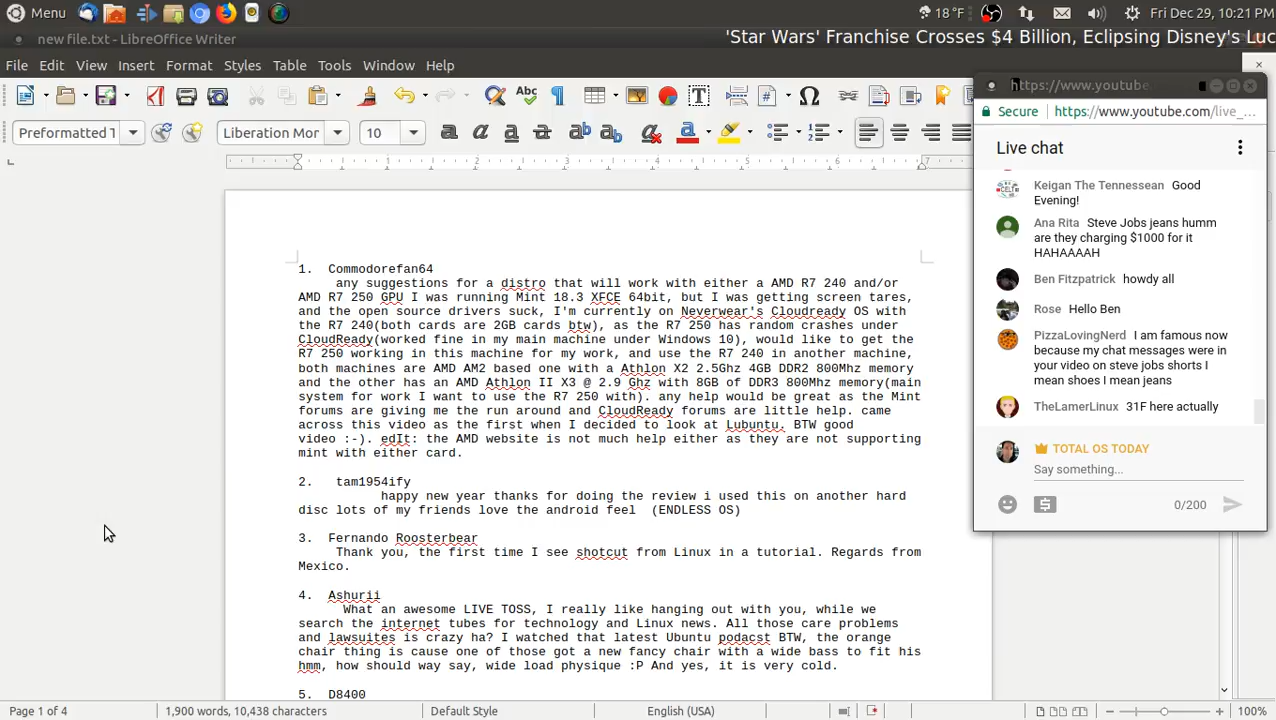 Menu
18 °F
Fri Dec 29, 10:21 PM
new file.txt - LibreOffice Writer
'Star Wars' Franchise Crosses $4 Billion, Eclipsing Disney's Luc
File Edit View Insert Format Styles Table Tools Window Help
Preformatted T
Liberation Mor
10
1. Commodorefan64
any suggestions for a distro that will work with either a AMD R7 240 and/or
AMD R7 250 GPU I was running Mint 18.3 XFCE 64bit, but I was getting screen tares,
and the open source drivers suck, I'm currently on Neverwear's Cloudready OS with
the R7 240(both cards are 2GB cards btw), as the R7 250 has random crashes under
CloudReady(worked fine in my main machine under Windows 10), would like to get the
R7 250 working in this machine for my work, and use the R7 240 in another machine,
both machines are AMD AM2 based one with a Athlon X2 2.5Ghz 4GB DDR2 800Mhz memory
and the other has an AMD Athlon II X3 @ 2.9 Ghz with 8GB of DDR3 800Mhz memory(main
system for work I want to use the R7 250 with). any help would be great as the Mint
forums are giving me the run around and CloudReady forums are little help. came
across this video as the first when I decided to look at Lubuntu. BTW good
video :-). edIt: the AMD website is not much help either as they are not supporting
mint with either card.
2. tam1954ify
happy new year thanks for doing the review i used this on another hard
disc lots of my friends love the android feel (ENDLESS OS)
3. Fernando Roosterbear
Thank you, the first time I see shotcut from Linux in a tutorial. Regards from
Mexico.
4. Ashurii
What an awesome LIVE TOSS, I really like hanging out with you, while we
search the internet tubes for technology and Linux news. All those care problems
and lawsuites is crazy ha? I watched that latest Ubuntu podacst BTW, the orange
chair thing is cause one of those got a new fancy chair with a wide bass to fit his
hmm, how should way say, wide load physique :P And yes, it is very cold.
5. D8400
https://www.youtube
Secure https://www.youtube.com/live_...
Live chat
Keigan The Tennessean Good
Evening!
Ana Rita Steve Jobs jeans humm
are they charging $1000 for it
HAHAAAAH
Ben Fitzpatrick howdy all
Rose Hello Ben
PizzaLovingNerd I am famous now
because my chat messages were in
your video on steve jobs shorts I
mean shoes I mean jeans
TheLamerLinux 31F here actually
TOTAL OS TODAY
Say something...
0/200
Page 1 of 4
1,900 words, 10,438 characters
Default Style
English (USA)
100%